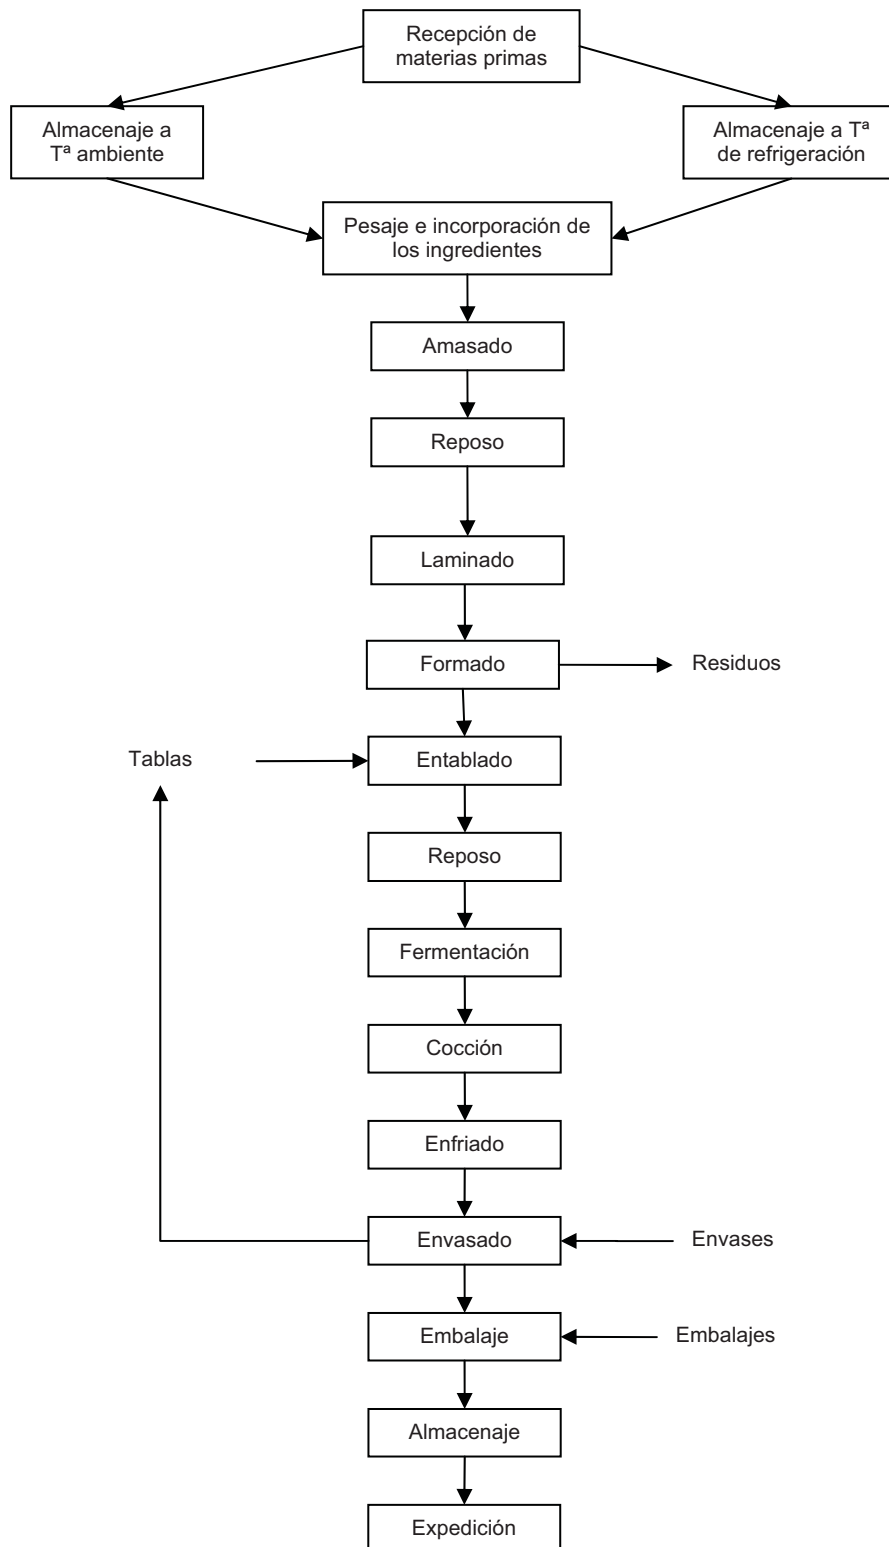 Recepción de
materias primas
Almacenaje a
Tª ambiente
Almacenaje a Tª
de refrigeración
Pesaje e incorporación de
los ingredientes
Amasado
Reposo
Laminado
Formado
Residuos
Tablas
Entablado
Reposo
Fermentación
Cocción
Enfriado
Envasado
Envases
Embalaje
Embalajes
Almacenaje
Expedición